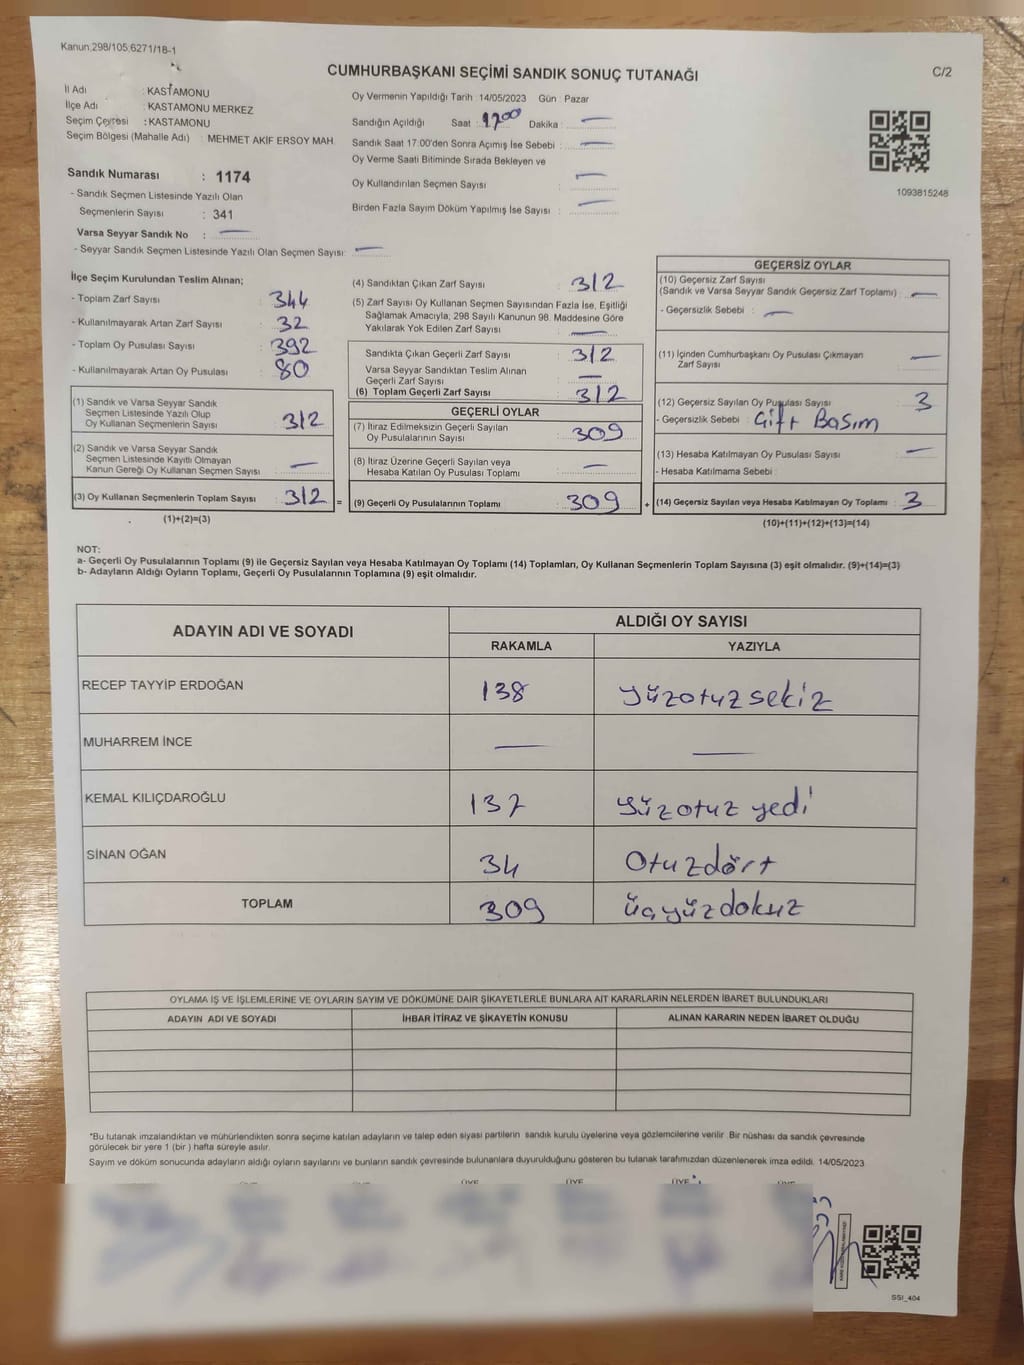 Kanun.298/105;6271/18-1
CUMHURBAŞKANI SEÇİMİ SANDIK SONUÇ TUTANAĞI
C/2
İl Adı : KASTAMONU
İlçe Adı : KASTAMONU MERKEZ
Seçim Çevresi : KASTAMONU
Seçim Bölgesi (Mahalle Adı) : MEHMET AKİF ERSOY MAH.
Oy Vermenin Yapıldığı Tarih 14/05/2023 Gün : Pazar
Sandığın Açıldığı Saat : 17:00 Dakika : —
Sandık Saat 17:00'den Sonra Açımış İse Sebebi : —
Oy Verme Saati Bitiminde Sırada Bekleyen ve
Oy Kullandırılan Seçmen Sayısı : —
Birden Fazla Sayım Döküm Yapılmış İse Sayısı : —
1093815248
Sandık Numarası : 1174
- Sandık Seçmen Listesinde Yazılı Olan
Seçmenlerin Sayısı : 341
Varsa Seyyar Sandık No : —
- Seyyar Sandık Seçmen Listesinde Yazılı Olan Seçmen Sayısı: —
İlçe Seçim Kurulundan Teslim Alınan;
- Toplam Zarf Sayısı : 344
- Kullanılmayarak Artan Zarf Sayısı : 32
- Toplam Oy Pusulası Sayısı : 392
- Kullanılmayarak Artan Oy Pusulası : 80
(1) Sandık ve Varsa Seyyar Sandık
Seçmen Listesinde Yazılı Olup
Oy Kullanan Seçmenlerin Sayısı : 312
(2) Sandık ve Varsa Seyyar Sandık
Seçmen Listesinde Kayıtlı Olmayan
Kanun Gereği Oy Kullanan Seçmen Sayısı : —
(3) Oy Kullanan Seçmenlerin Toplam Sayısı : 312 =
(1)+(2)=(3)
(4) Sandıktan Çıkan Zarf Sayısı : 312
(5) Zarf Sayısı Oy Kullanan Seçmen Sayısından Fazla İse, Eşitliği
Sağlamak Amacıyla; 298 Sayılı Kanunun 98. Maddesine Göre
Yakılarak Yok Edilen Zarf Sayısı : —
Sandıkta Çıkan Geçerli Zarf Sayısı : 312
Varsa Seyyar Sandıktan Teslim Alınan
Geçerli Zarf Sayısı : —
(6) Toplam Geçerli Zarf Sayısı : 312
GEÇERLİ OYLAR
(7) İtiraz Edilmeksizin Geçerli Sayılan
Oy Pusulalarının Sayısı : 309
(8) İtiraz Üzerine Geçerli Sayılan veya
Hesaba Katılan Oy Pusulası Toplamı : —
(9) Geçerli Oy Pusulalarının Toplamı : 309 +
GEÇERSİZ OYLAR
(10) Geçersiz Zarf Sayısı
(Sandık ve Varsa Seyyar Sandık Geçersiz Zarf Toplamı) : —
- Geçersizlik Sebebi : —
(11) İçinden Cumhurbaşkanı Oy Pusulası Çıkmayan
Zarf Sayısı : —
(12) Geçersiz Sayılan Oy Pusulası Sayısı : 3
- Geçersizlik Sebebi : Çift Basım
(13) Hesaba Katılmayan Oy Pusulası Sayısı : —
- Hesaba Katılmama Sebebi :
(14) Geçersiz Sayılan veya Hesaba Katılmayan Oy Toplamı : 3
(10)+(11)+(12)+(13)=(14)
NOT:
a- Geçerli Oy Pusulalarının Toplamı (9) ile Geçersiz Sayılan veya Hesaba Katılmayan Oy Toplamı (14) Toplamları, Oy Kullanan Seçmenlerin Toplam Sayısına (3) eşit olmalıdır. (9)+(14)=(3)
b- Adayların Aldığı Oyların Toplamı, Geçerli Oy Pusulalarının Toplamına (9) eşit olmalıdır.
ADAYIN ADI VE SOYADI
ALDIĞI OY SAYISI
RAKAMLA YAZIYLA
RECEP TAYYİP ERDOĞAN 138 yüzotuzsekiz
MUHARREM İNCE — —
KEMAL KILIÇDAROĞLU 137 yüzotuz yedi
SİNAN OĞAN 34 Otuzdört
TOPLAM 309 üçyüzdokuz
OYLAMA İŞ VE İŞLEMLERİNE VE OYLARIN SAYIM VE DÖKÜMÜNE DAİR ŞİKAYETLERLE BUNLARA AİT KARARLARIN NELERDEN İBARET BULUNDUKLARI
ADAYIN ADI VE SOYADI İHBAR İTİRAZ VE ŞİKAYETİN KONUSU ALINAN KARARIN NEDEN İBARET OLDUĞU
*Bu tutanak imzalandıktan ve mühürlendikten sonra seçime katılan adayların ve talep eden siyasi partilerin sandık kurulu üyelerine veya gözlemcilerine verilir. Bir nüshası da sandık çevresinde
görülecek bir yere 1 (bir) hafta süreyle asılır.
Sayım ve döküm sonucunda adayların aldığı oyların sayılarını ve bunların sandık çevresinde bulunanlara duyurulduğunu gösteren bu tutanak tarafımızdan düzenlenerek imza edildi. 14/05/2023
ÜYE ÜYE ÜYE
SSI_404